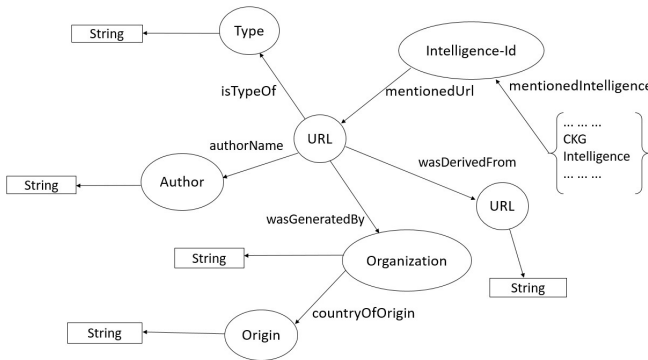 Type
String
Intelligence-Id
isTypeOf
mentionedUrl
mentionedIntelligence
... ... ...
CKG
Intelligence
... ... ...
URL
authorName
wasDerivedFrom
String
Author
URL
wasGeneratedBy
String
Organization
String
countryOfOrigin
String
Origin